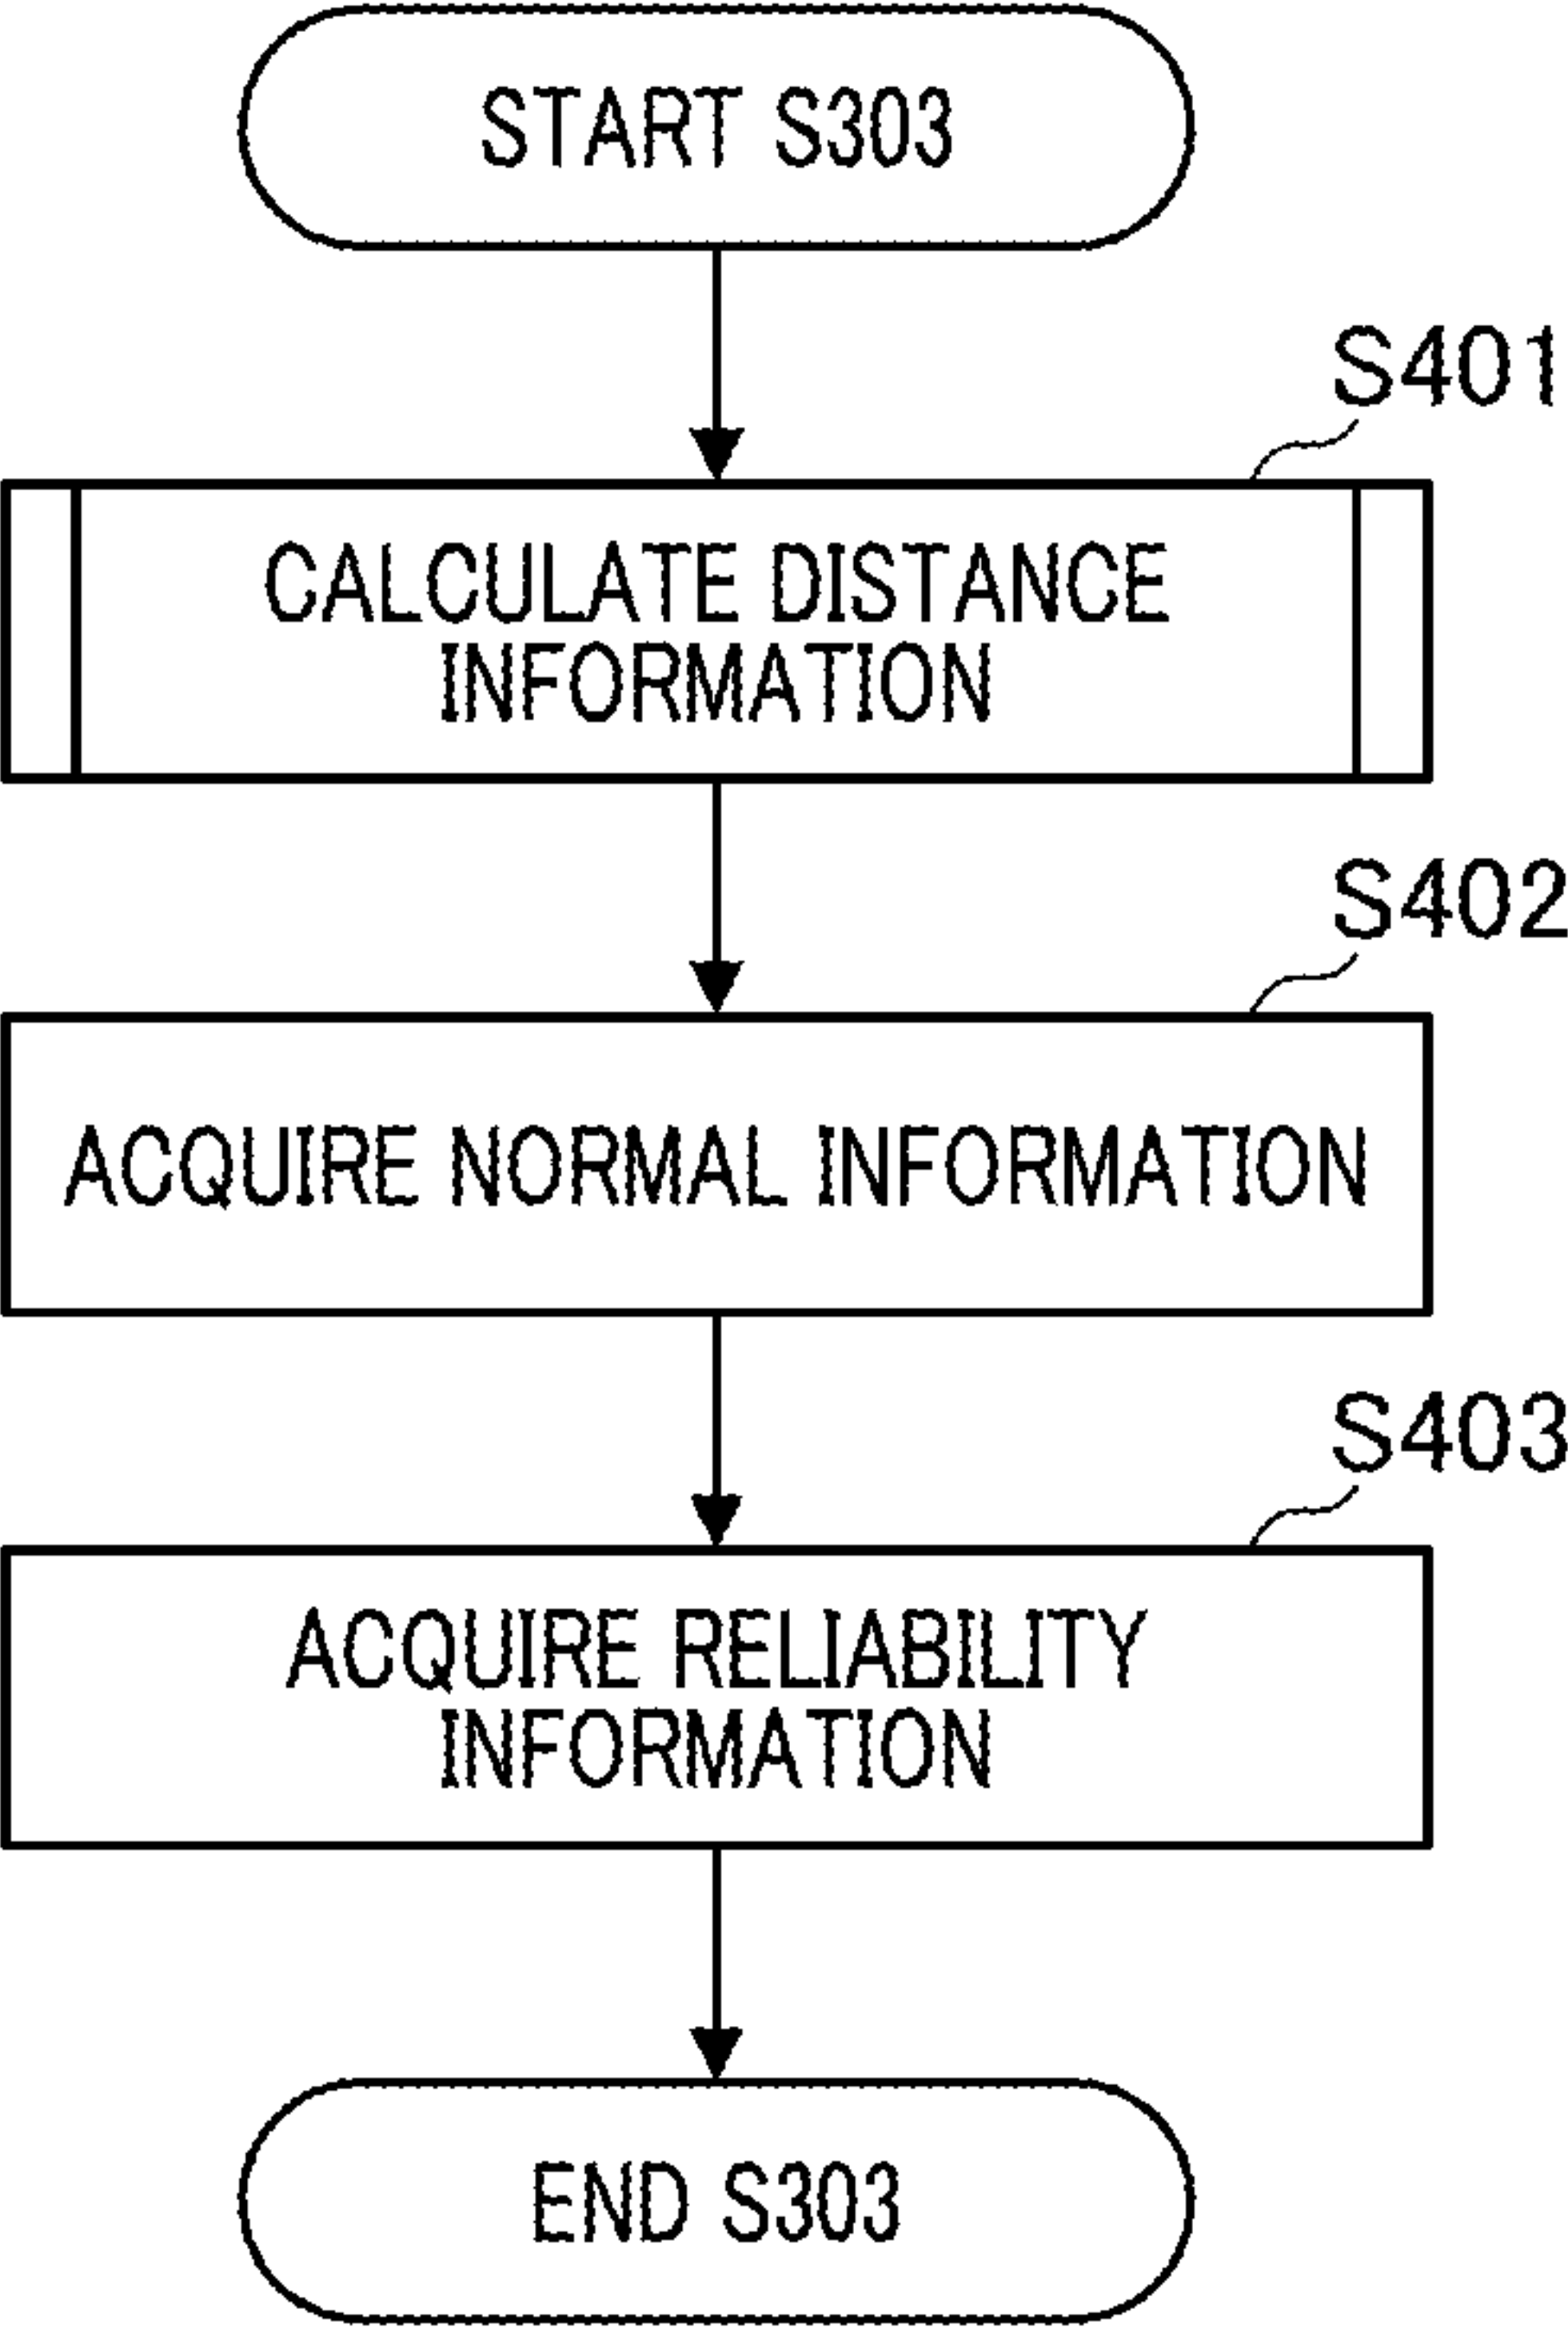 START S303
S401
CALCULATE DISTANCE
INFORMATION
S402
ACQUIRE NORMAL INFORMATION
S403
ACQUIRE RELIABILITY
INFORMATION
END S303